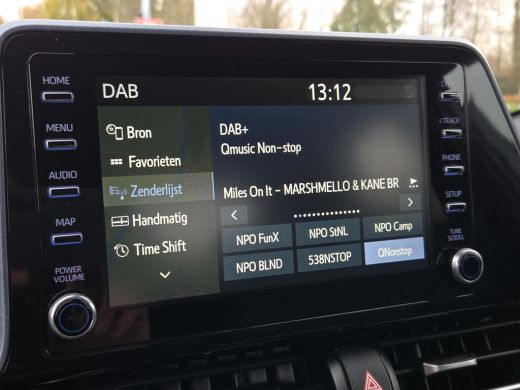 DAB
13:12
HOME
MENU
AUDIO
MAP
POWER
VOLUME
Bron
Favorieten
Zenderlijst
Handmatig
Time Shift
DAB+
Qmusic Non-stop
Miles On It - MARSHMELLO & KANE BR
NPO FunX
NPO StNL
NPO Camp
NPO BLND
538NSTOP
QNonstop
<TRACK
PHONE
SETUP
TUNE
SCROLL